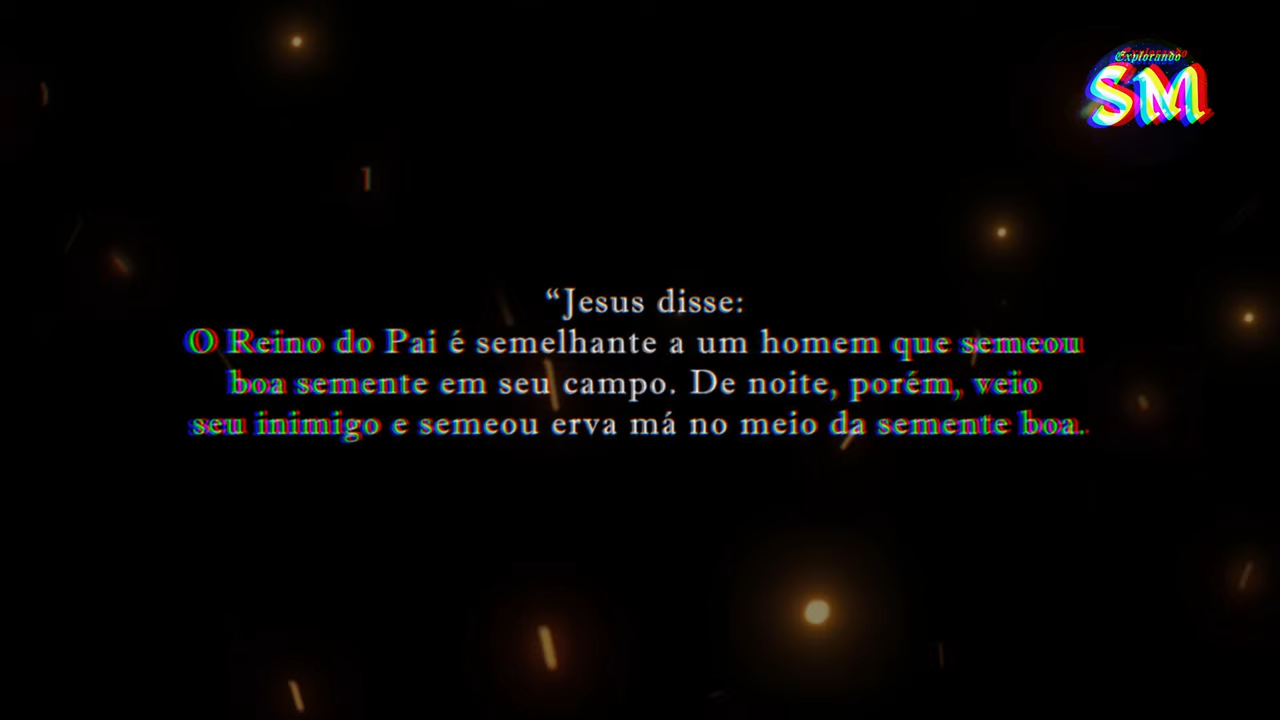 Explorando
SM
“Jesus disse:
O Reino do Pai é semelhante a um homem que semeou
boa semente em seu campo. De noite, porém, veio
seu inimigo e semeou erva má no meio da semente boa.